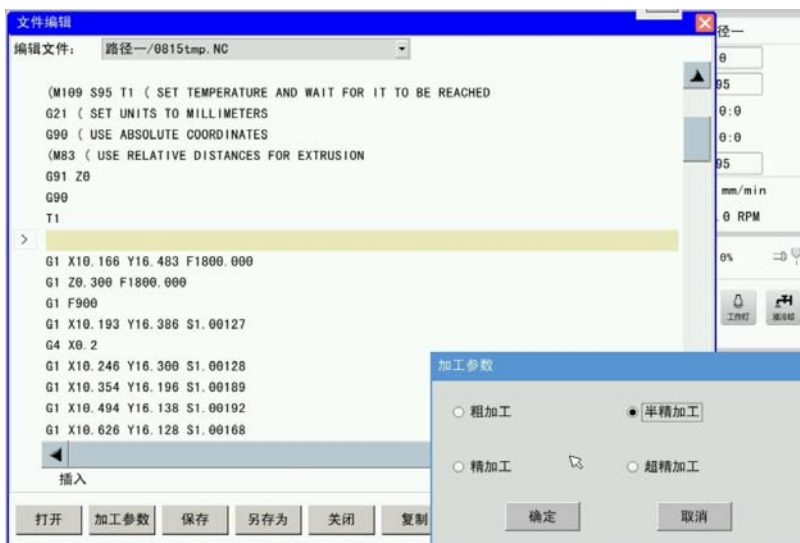 文件编辑
编辑文件： 路径一/0815tmp.NC
(M109 S95 T1 ( SET TEMPERATURE AND WAIT FOR IT TO BE REACHED
G21 ( SET UNITS TO MILLIMETERS
G90 ( USE ABSOLUTE COORDINATES
(M83 ( USE RELATIVE DISTANCES FOR EXTRUSION
G91 Z0
G90
T1
G1 X10.166 Y16.483 F1800.000
G1 Z0.300 F1800.000
G1 F900
G1 X10.193 Y16.386 S1.00127
G4 X0.2
G1 X10.246 Y16.300 S1.00128
G1 X10.354 Y16.196 S1.00189
G1 X10.494 Y16.138 S1.00192
G1 X10.626 Y16.128 S1.00168
插入
打开 加工参数 保存 另存为 关闭 复制
加工参数
粗加工 半精加工
精加工 超精加工
确定 取消
径一
0
95
0:0
0:0
95
mm/min
.0 RPM
0%
工作灯